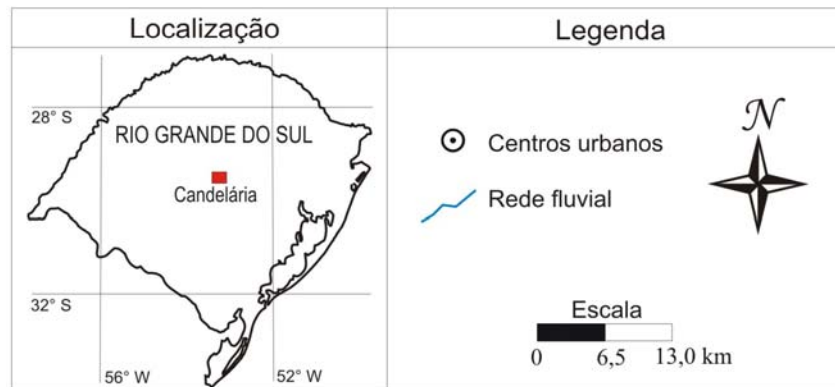 Localização
Legenda
28° S
RIO GRANDE DO SUL
Candelária
32° S
56° W
52° W
N
Centros urbanos
Rede fluvial
Escala
0 6,5 13,0 km